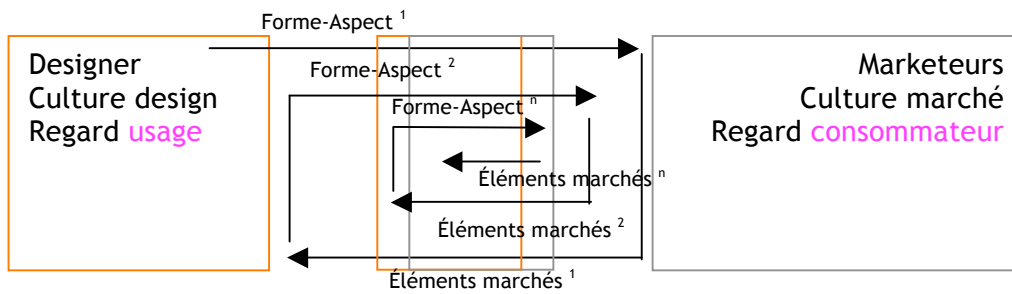 Forme-Aspect ¹
Designer
Culture design
Regard usage
Forme-Aspect ²
Forme-Aspect ⁿ
Éléments marchés ⁿ
Éléments marchés ²
Éléments marchés ¹
Marketeurs
Culture marché
Regard consommateur